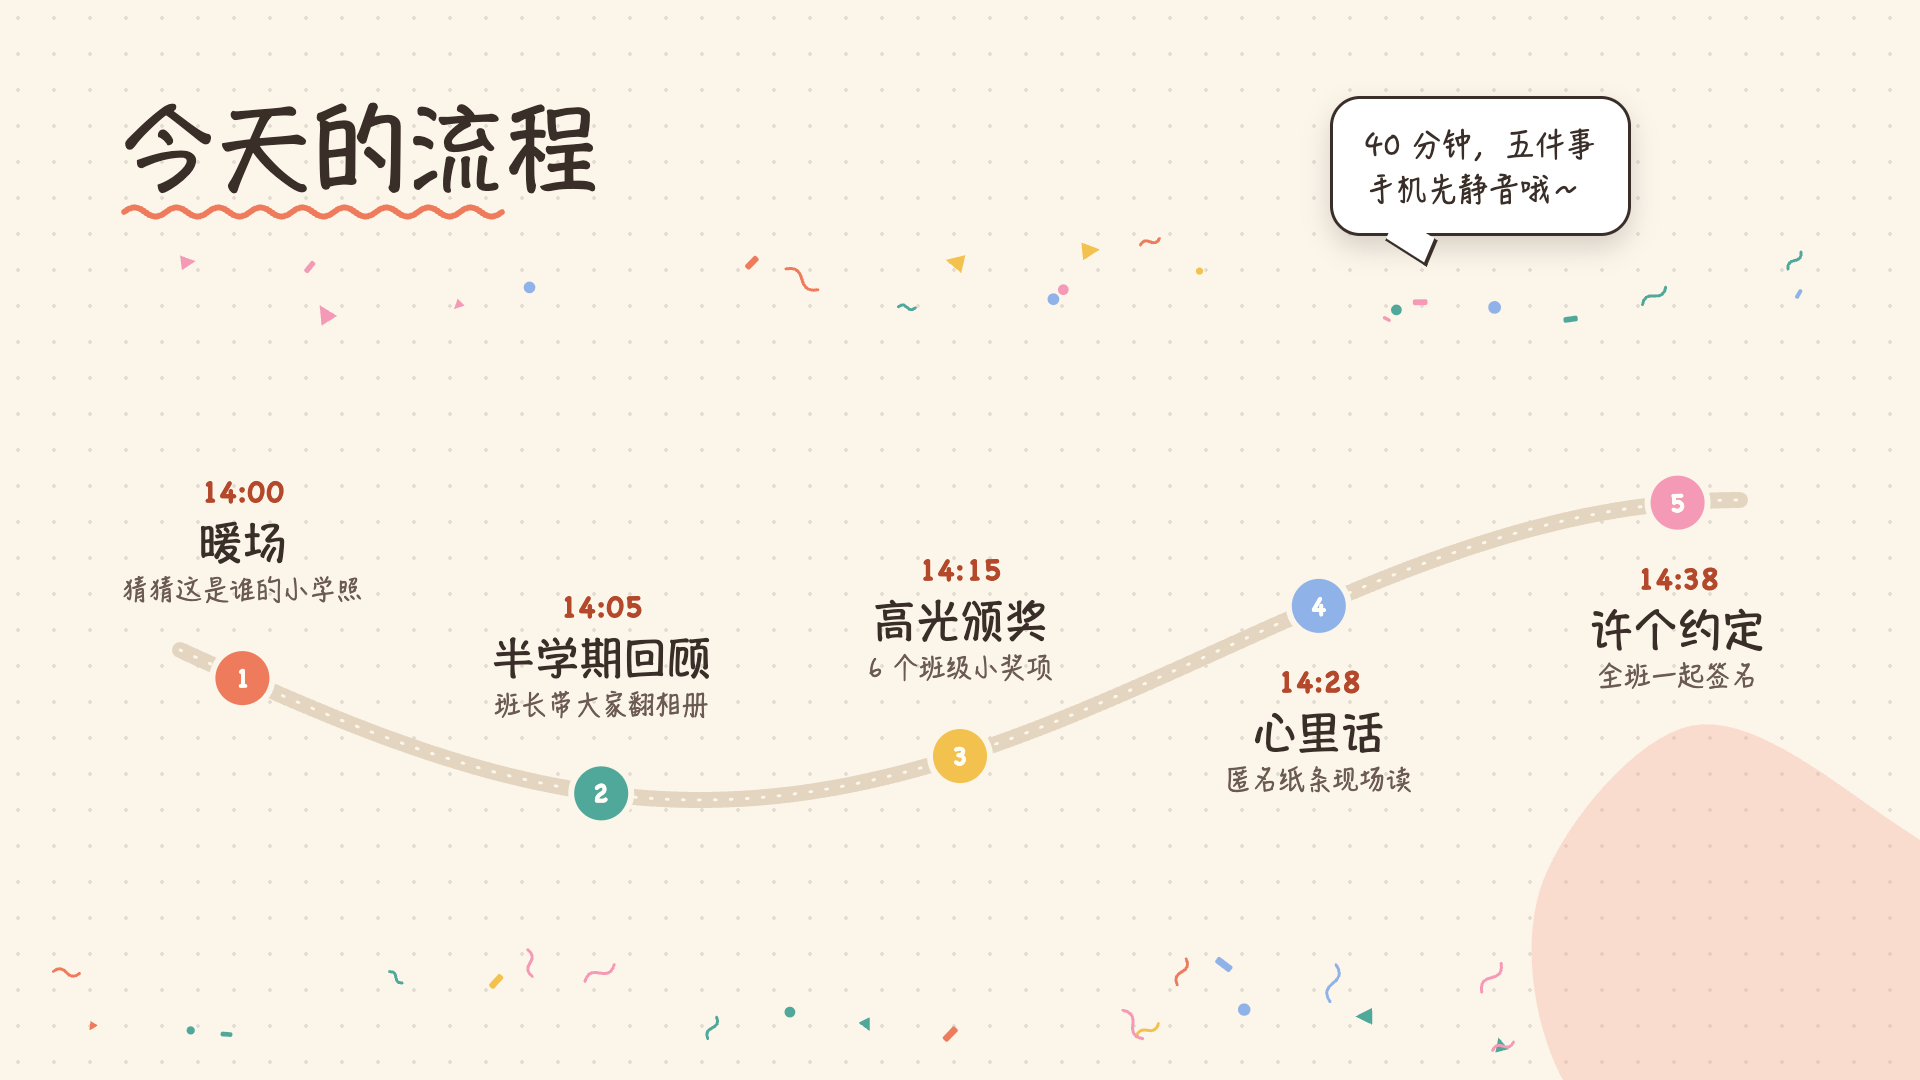 今天的流程
40 分钟，五件事
手机先静音哦～
14:00
暖场
猜猜这是谁的小学照
1
14:05
半学期回顾
班长带大家翻相册
2
14:15
高光颁奖
6 个班级小奖项
3
4
14:28
心里话
匿名纸条现场读
5
14:38
许个约定
全班一起签名